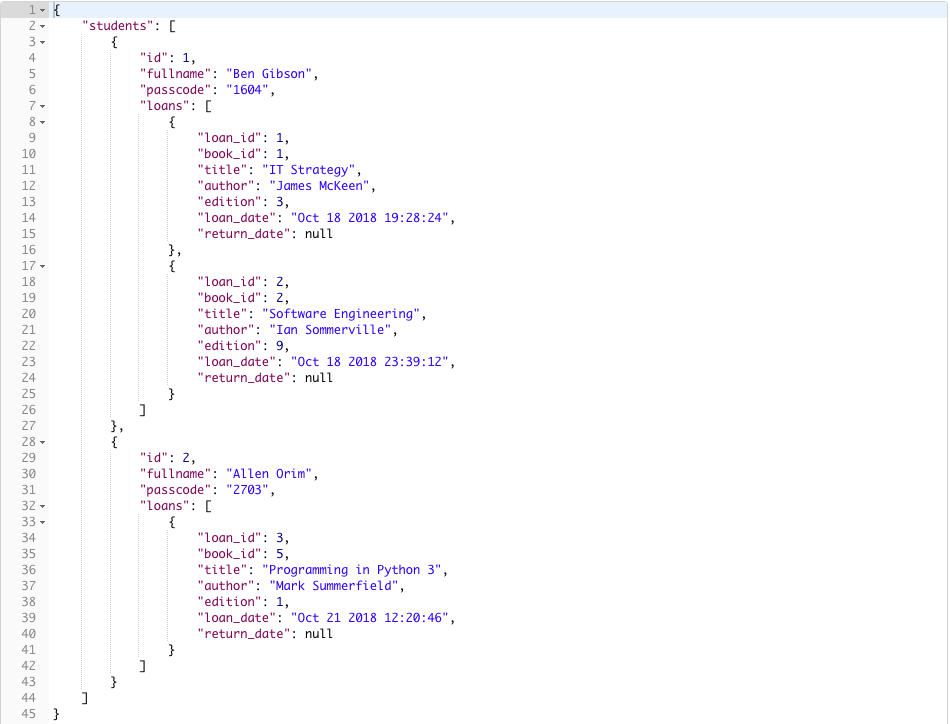 1 {
2 "students": [
3 {
4 "id": 1,
5 "fullname": "Ben Gibson",
6 "passcode": "1604",
7 "loans": [
8 {
9 "loan_id": 1,
10 "book_id": 1,
11 "title": "IT Strategy",
12 "author": "James McKeen",
13 "edition": 3,
14 "loan_date": "Oct 18 2018 19:28:24",
15 "return_date": null
16 },
17 {
18 "loan_id": 2,
19 "book_id": 2,
20 "title": "Software Engineering",
21 "author": "Ian Sommerville",
22 "edition": 9,
23 "loan_date": "Oct 18 2018 23:39:12",
24 "return_date": null
25 }
26 ]
27 },
28 {
29 "id": 2,
30 "fullname": "Allen Orim",
31 "passcode": "2703",
32 "loans": [
33 {
34 "loan_id": 3,
35 "book_id": 5,
36 "title": "Programming in Python 3",
37 "author": "Mark Summerfield",
38 "edition": 1,
39 "loan_date": "Oct 21 2018 12:20:46",
40 "return_date": null
41 }
42 ]
43 }
44 ]
45 }